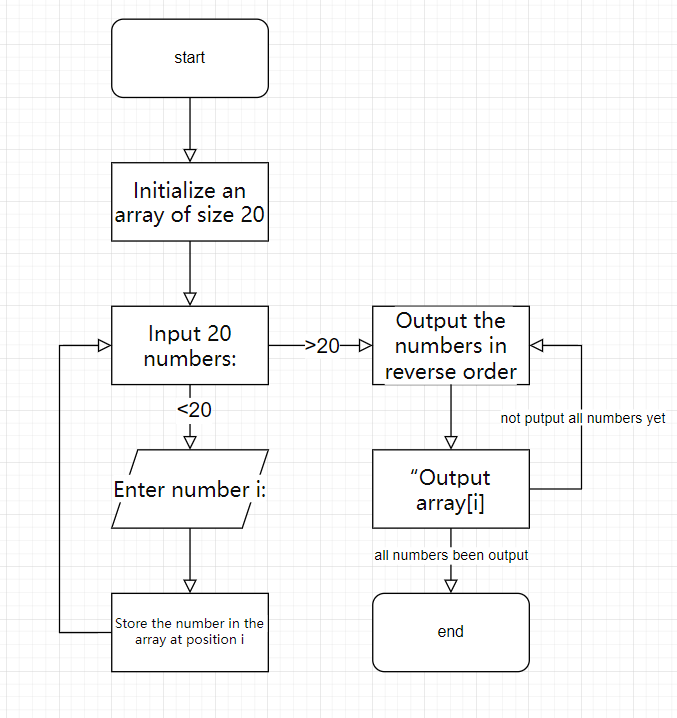 start
Initialize an
array of size 20
Input 20
numbers:
>20
Output the
numbers in
reverse order
<20
not putput all numbers yet
Enter number i:
“Output
array[i]
all numbers been output
Store the number in the
array at position i
end